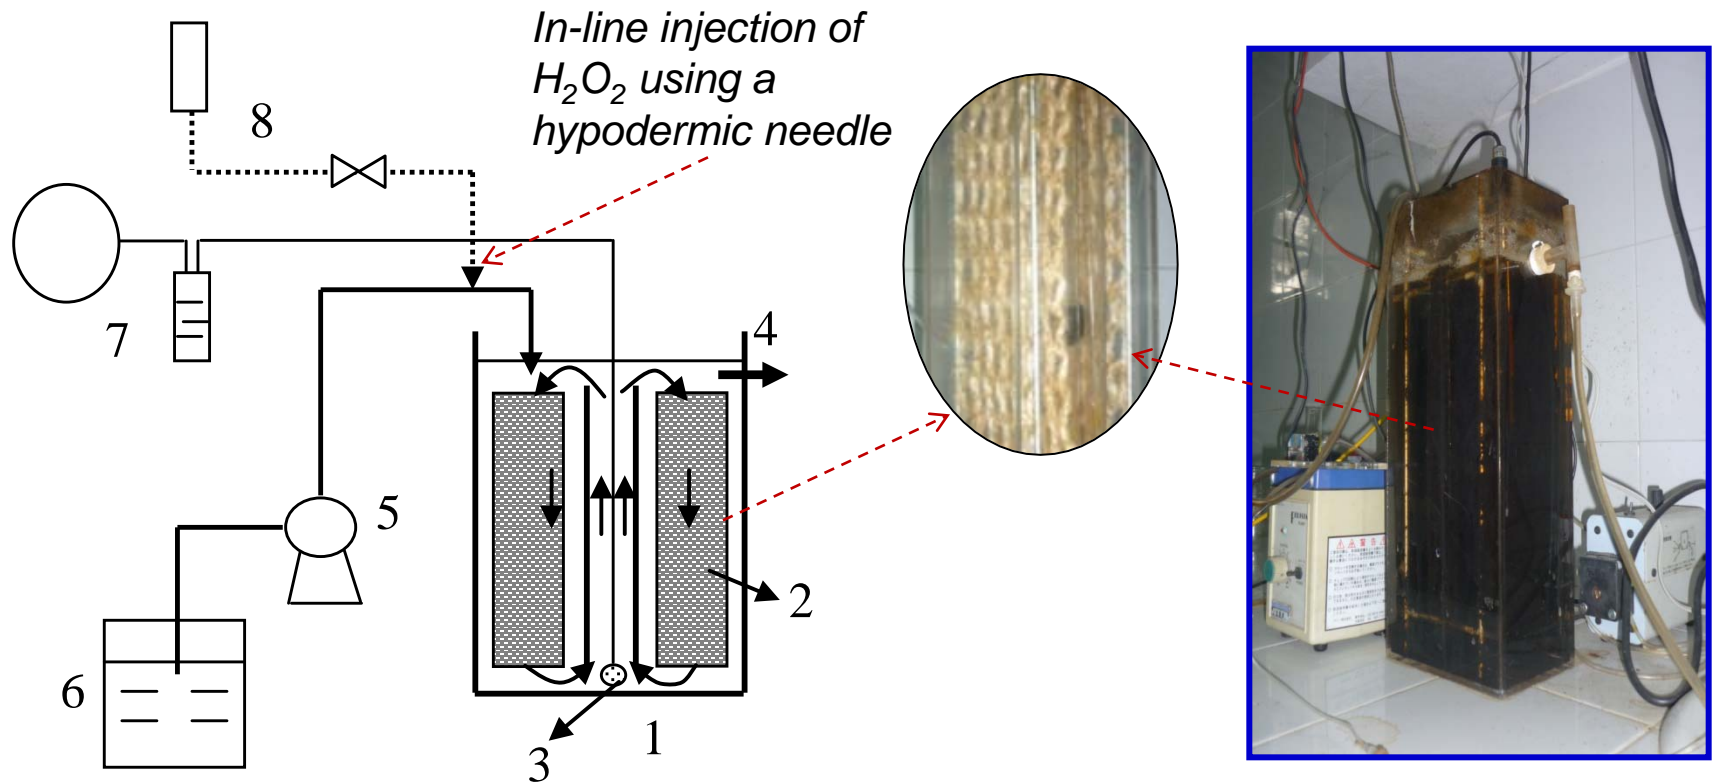 In-line injection of
H₂O₂ using a
hypodermic needle
8
7
4
5
2
6
1
3